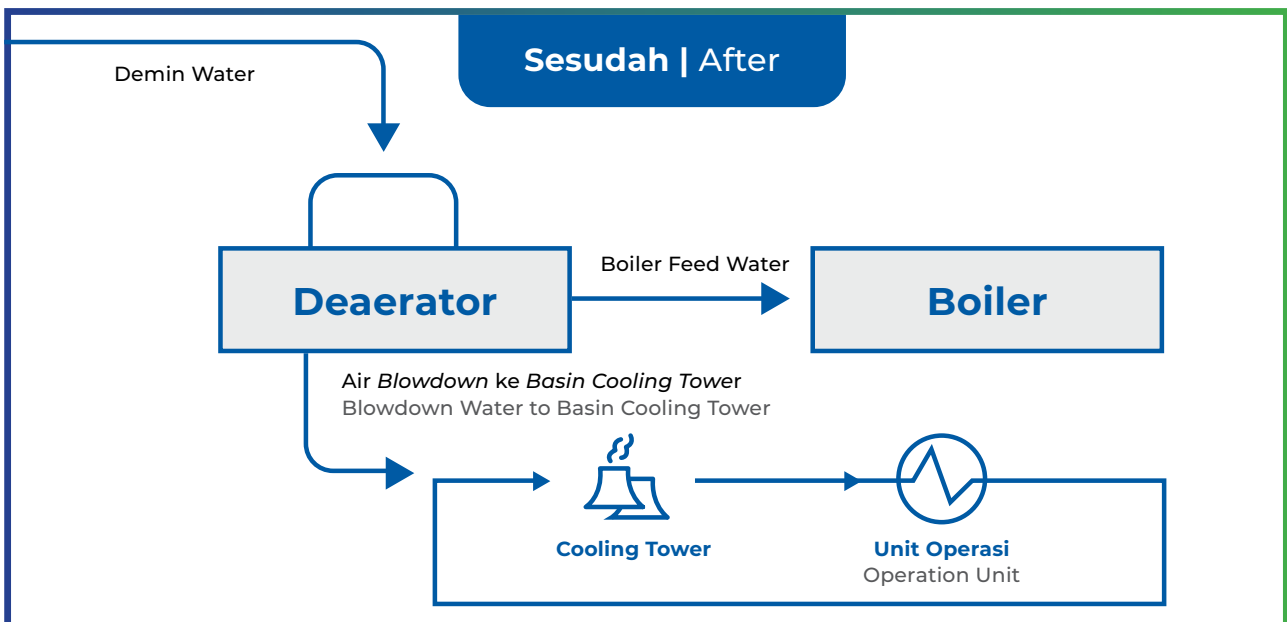 Sesudah | After
Demin Water
Boiler Feed Water
Deaerator
Boiler
Air Blowdown ke Basin Cooling Tower
Blowdown Water to Basin Cooling Tower
Cooling Tower
Unit Operasi
Operation Unit